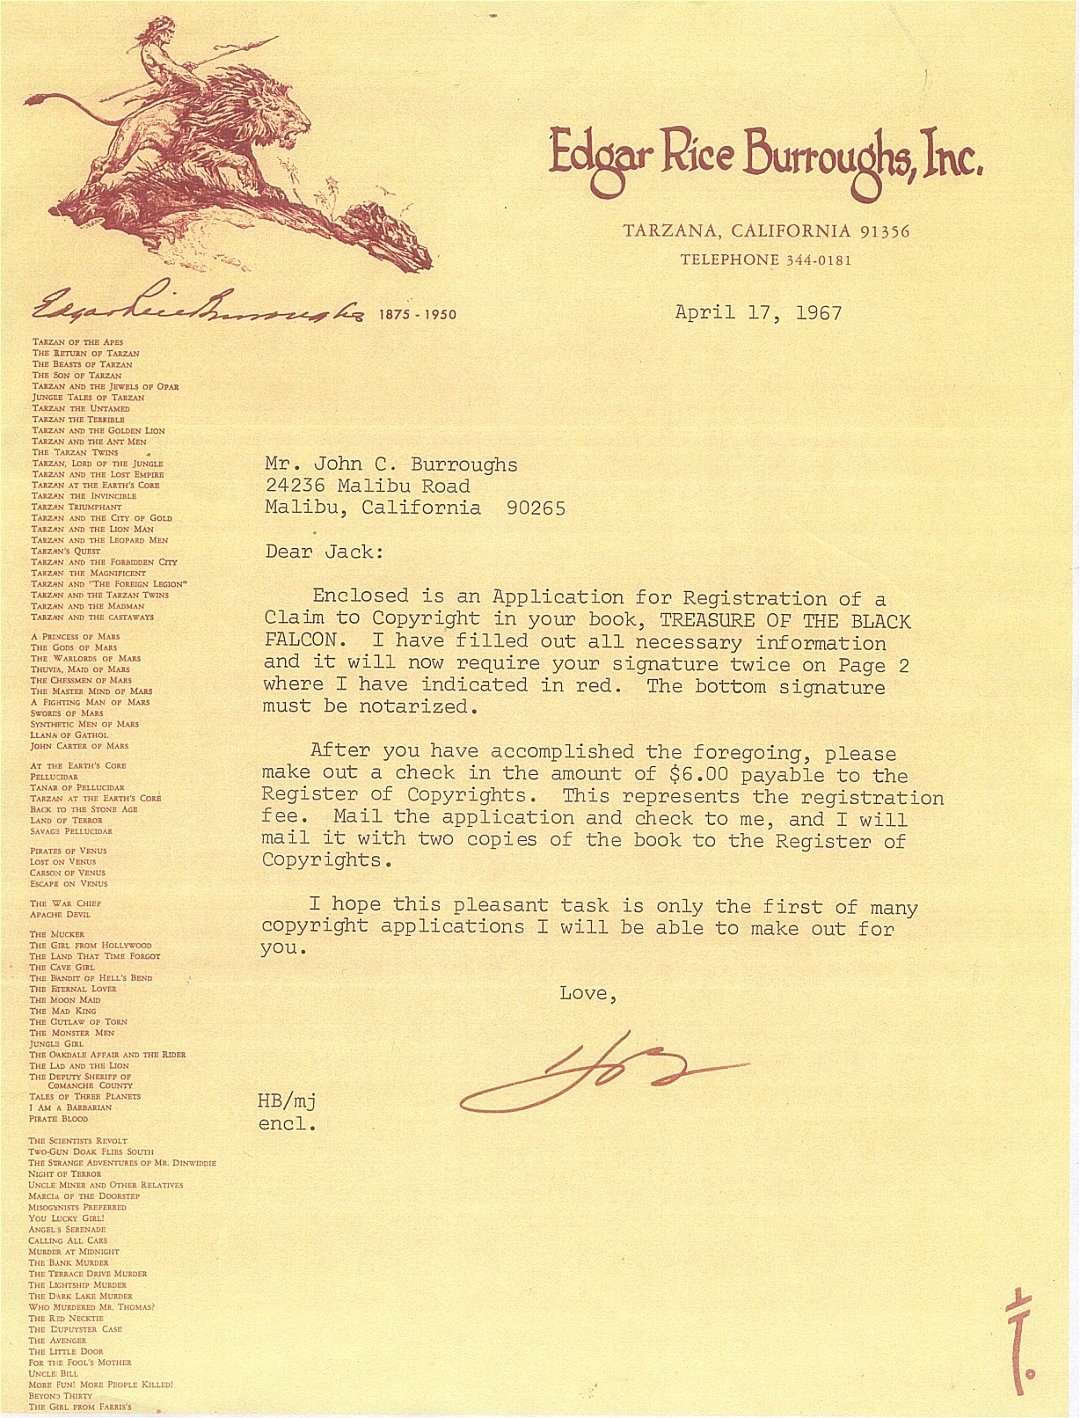 Edgar Rice Burroughs, Inc.
TARZANA, CALIFORNIA 91356
TELEPHONE 344-0181
Edgar Rice Burroughs 1875 - 1950
April 17, 1967
TARZAN OF THE APES
THE RETURN OF TARZAN
THE BEASTS OF TARZAN
THE SON OF TARZAN
TARZAN AND THE JEWELS OF OPAR
JUNGLE TALES OF TARZAN
TARZAN THE UNTAMED
TARZAN THE TERRIBLE
TARZAN AND THE GOLDEN LION
TARZAN AND THE ANT MEN
THE TARZAN TWINS
TARZAN, LORD OF THE JUNGLE
TARZAN AND THE LOST EMPIRE
TARZAN AT THE EARTH'S CORE
TARZAN THE INVINCIBLE
TARZAN TRIUMPHANT
TARZAN AND THE CITY OF GOLD
TARZAN AND THE LION MAN
TARZAN AND THE LEOPARD MEN
TARZAN'S QUEST
TARZAN AND THE FORBIDDEN CITY
TARZAN THE MAGNIFICENT
TARZAN AND "THE FOREIGN LEGION"
TARZAN AND THE TARZAN TWINS
TARZAN AND THE MADMAN
TARZAN AND THE CASTAWAYS
A PRINCESS OF MARS
THE GODS OF MARS
THE WARLORDS OF MARS
THUVIA, MAID OF MARS
THE CHESSMEN OF MARS
THE MASTER MIND OF MARS
A FIGHTING MAN OF MARS
SWORDS OF MARS
SYNTHETIC MEN OF MARS
LLANA OF GATHOL
JOHN CARTER OF MARS
AT THE EARTH'S CORE
PELLUCIDAR
TANAR OF PELLUCIDAR
TARZAN AT THE EARTH'S CORE
BACK TO THE STONE AGE
LAND OF TERROR
SAVAGE PELLUCIDAR
PIRATES OF VENUS
LOST ON VENUS
CARSON OF VENUS
ESCAPE ON VENUS
THE WAR CHIEF
APACHE DEVIL
THE MUCKER
THE GIRL FROM HOLLYWOOD
THE LAND THAT TIME FORGOT
THE CAVE GIRL
THE BANDIT OF HELL'S BEND
THE ETERNAL LOVER
THE MOON MAID
THE MAD KING
THE OUTLAW OF TORN
THE MONSTER MEN
JUNGLE GIRL
THE OAKDALE AFFAIR AND THE RIDER
THE LAD AND THE LION
THE DEPUTY SHERIFF OF
COMANCHE COUNTY
TALES OF THREE PLANETS
I AM A BARBARIAN
PIRATE BLOOD
THE SCIENTISTS REVOLT
TWO-GUN DOAK FLIES SOUTH
THE STRANGE ADVENTURES OF MR. DINWIDDIE
NIGHT OF TERROR
UNCLE MINER AND OTHER RELATIVES
MARCIA OF THE DOORSTEP
MISOGYNISTS PREFERRED
YOU LUCKY GIRL!
ANGEL'S SERENADE
CALLING ALL CARS
MURDER AT MIDNIGHT
THE BANK MURDER
THE TERRACE DRIVE MURDER
THE LIGHTSHIP MURDER
THE DARK LAKE MURDER
WHO MURDERED MR. THOMAS?
THE RED NECKTIE
THE DUPUYSTER CASE
THE AVENGER
THE LITTLE DOOR
FOR THE FOOL'S MOTHER
UNCLE BILL
MORE FUN! MORE PEOPLE KILLED!
BEYOND THIRTY
THE GIRL FROM FARRIS'S
Mr. John C. Burroughs
24236 Malibu Road
Malibu, California 90265
Dear Jack:
Enclosed is an Application for Registration of a
Claim to Copyright in your book, TREASURE OF THE BLACK
FALCON. I have filled out all necessary information
and it will now require your signature twice on Page 2
where I have indicated in red. The bottom signature
must be notarized.
After you have accomplished the foregoing, please
make out a check in the amount of $6.00 payable to the
Register of Copyrights. This represents the registration
fee. Mail the application and check to me, and I will
mail it with two copies of the book to the Register of
Copyrights.
I hope this pleasant task is only the first of many
copyright applications I will be able to make out for
you.
Love,
HB/mj
encl.